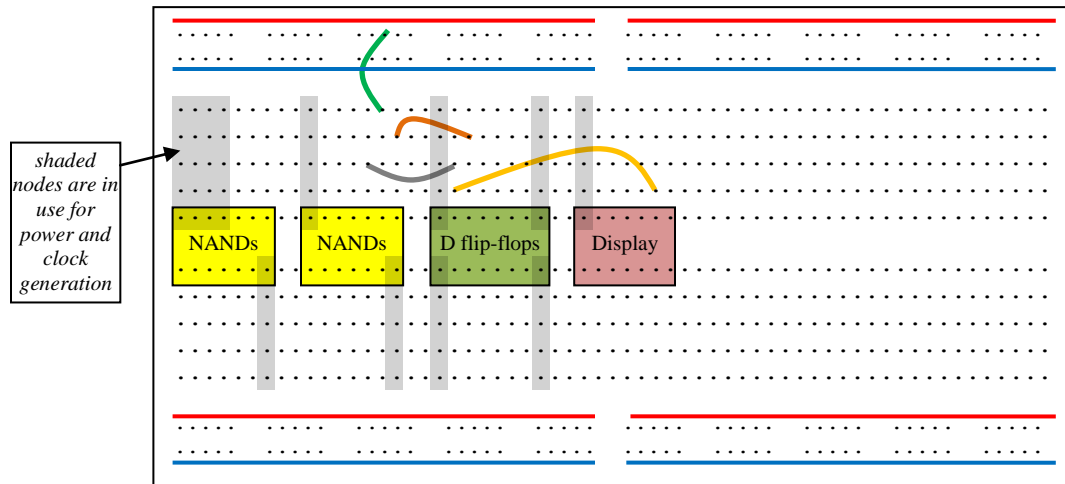 shaded
nodes are in
use for
power and
clock
generation
NANDs
NANDs
D flip-flops
Display